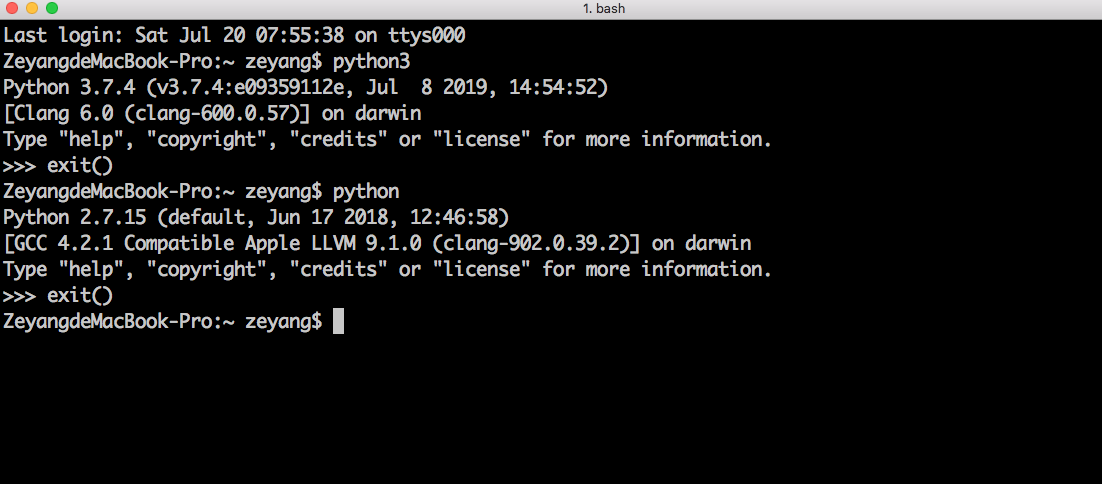 1. bash
Last login: Sat Jul 20 07:55:38 on ttys000
ZeyangdeMacBook-Pro:~ zeyang$ python3
Python 3.7.4 (v3.7.4:e09359112e, Jul  8 2019, 14:54:52)
[Clang 6.0 (clang-600.0.57)] on darwin
Type "help", "copyright", "credits" or "license" for more information.
>>> exit()
ZeyangdeMacBook-Pro:~ zeyang$ python
Python 2.7.15 (default, Jun 17 2018, 12:46:58)
[GCC 4.2.1 Compatible Apple LLVM 9.1.0 (clang-902.0.39.2)] on darwin
Type "help", "copyright", "credits" or "license" for more information.
>>> exit()
ZeyangdeMacBook-Pro:~ zeyang$